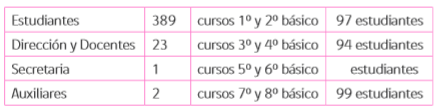 Estudiantes 389 cursos 1º y 2º básico 97 estudiantes
Dirección y Docentes 23 cursos 3º y 4º básico 94 estudiantes
Secretaria 1 cursos 5º y 6º básico estudiantes
Auxiliares 2 cursos 7º y 8º básico 99 estudiantes